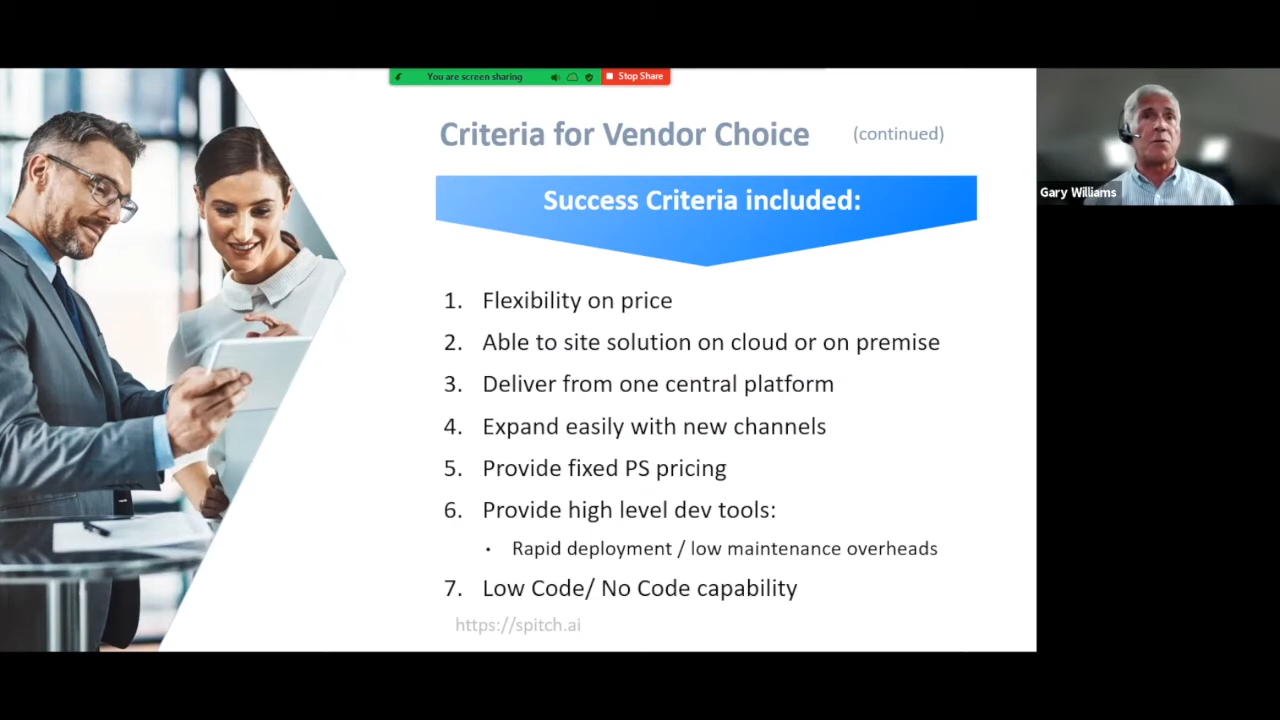 You are screen sharing
Stop Share
Criteria for Vendor Choice (continued)
Success Criteria included:
1. Flexibility on price
2. Able to site solution on cloud or on premise
3. Deliver from one central platform
4. Expand easily with new channels
5. Provide fixed PS pricing
6. Provide high level dev tools:
• Rapid deployment / low maintenance overheads
7. Low Code/ No Code capability
https://spitch.ai
Gary Williams